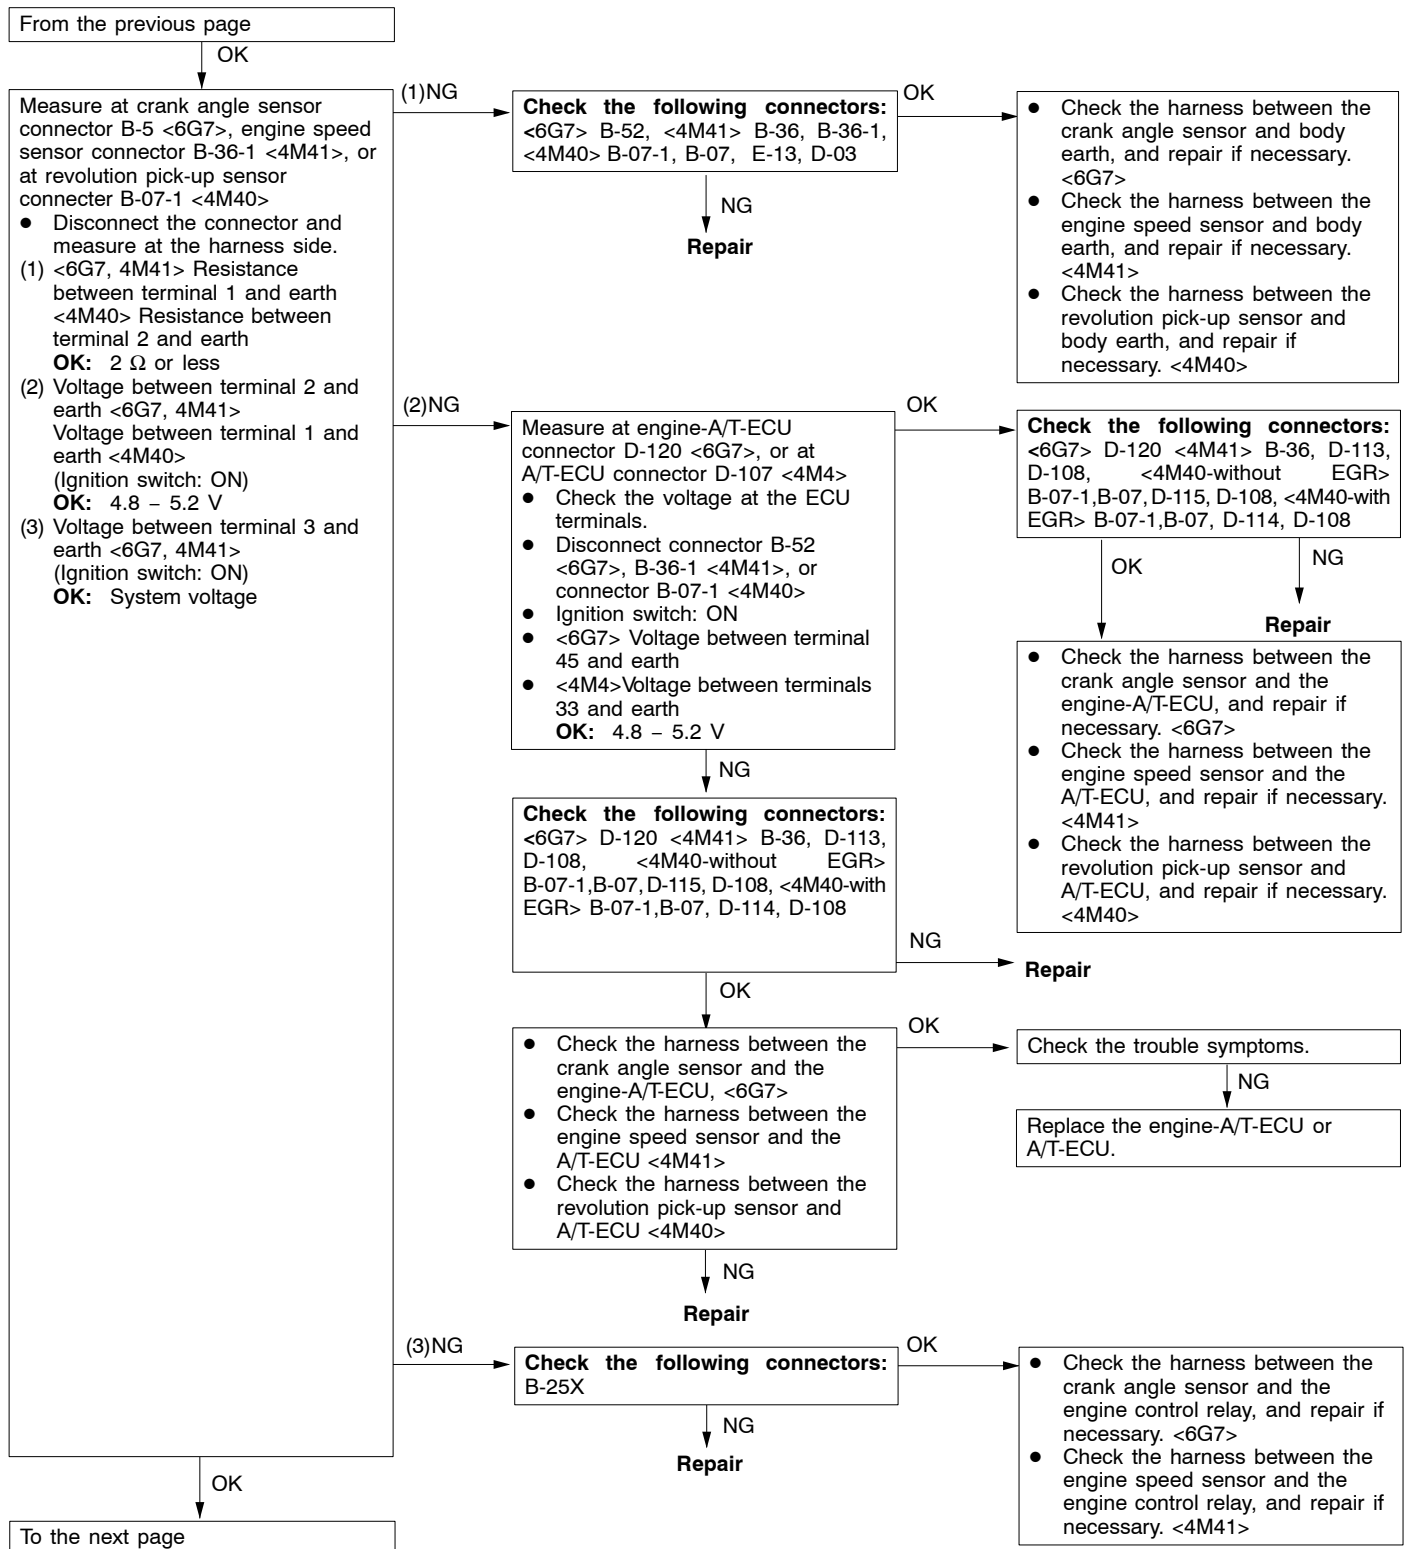 From the previous page
OK
Measure at crank angle sensor
connector B-5 <6G7>, engine speed
sensor connector B-36-1 <4M41>, or
at revolution pick-up sensor
connecter B-07-1 <4M40>
● Disconnect the connector and
measure at the harness side.
(1) <6G7, 4M41> Resistance
between terminal 1 and earth
<4M40> Resistance between
terminal 2 and earth
OK: 2 Ω or less
(2) Voltage between terminal 2 and
earth <6G7, 4M41>
Voltage between terminal 1 and
earth <4M40>
(Ignition switch: ON)
OK: 4.8 – 5.2 V
(3) Voltage between terminal 3 and
earth <6G7, 4M41>
(Ignition switch: ON)
OK: System voltage
(1)NG
Check the following connectors:
<6G7> B-52, <4M41> B-36, B-36-1,
<4M40> B-07-1, B-07, E-13, D-03
NG
Repair
OK
● Check the harness between the
crank angle sensor and body
earth, and repair if necessary.
<6G7>
● Check the harness between the
engine speed sensor and body
earth, and repair if necessary.
<4M41>
● Check the harness between the
revolution pick-up sensor and
body earth, and repair if
necessary. <4M40>
(2)NG
Measure at engine-A/T-ECU
connector D-120 <6G7>, or at
A/T-ECU connector D-107 <4M4>
● Check the voltage at the ECU
terminals.
● Disconnect connector B-52
<6G7>, B-36-1 <4M41>, or
connector B-07-1 <4M40>
● Ignition switch: ON
● <6G7> Voltage between terminal
45 and earth
● <4M4>Voltage between terminals
33 and earth
OK: 4.8 – 5.2 V
OK
Check the following connectors:
<6G7> D-120 <4M41> B-36, D-113,
D-108, <4M40-without EGR>
B-07-1,B-07, D-115, D-108, <4M40-with
EGR> B-07-1,B-07, D-114, D-108
OK
NG
Repair
● Check the harness between the
crank angle sensor and the
engine-A/T-ECU, and repair if
necessary. <6G7>
● Check the harness between the
engine speed sensor and the
A/T-ECU, and repair if necessary.
<4M41>
● Check the harness between the
revolution pick-up sensor and
A/T-ECU, and repair if necessary.
<4M40>
NG
Check the following connectors:
<6G7> D-120 <4M41> B-36, D-113,
D-108, <4M40-without EGR>
B-07-1,B-07, D-115, D-108, <4M40-with
EGR> B-07-1,B-07, D-114, D-108
NG
Repair
OK
● Check the harness between the
crank angle sensor and the
engine-A/T-ECU, <6G7>
● Check the harness between the
engine speed sensor and the
A/T-ECU <4M41>
● Check the harness between the
revolution pick-up sensor and
A/T-ECU <4M40>
OK
Check the trouble symptoms.
NG
Replace the engine-A/T-ECU or
A/T-ECU.
NG
Repair
(3)NG
Check the following connectors:
B-25X
NG
Repair
OK
● Check the harness between the
crank angle sensor and the
engine control relay, and repair if
necessary. <6G7>
● Check the harness between the
engine speed sensor and the
engine control relay, and repair if
necessary. <4M41>
OK
To the next page